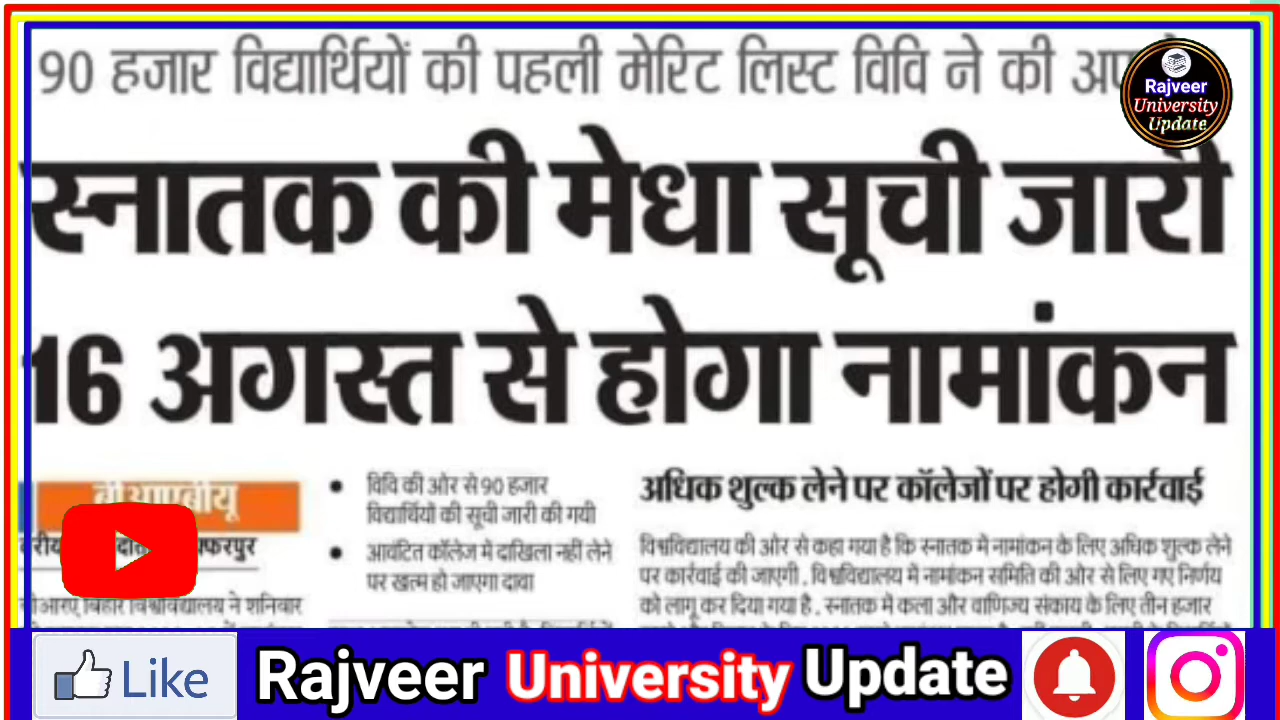 90 हजार विद्यार्थियों की पहली मेरिट लिस्ट विवि ने की
Rajveer
University
Update
स्नातक की मेधा सूची जारी
16 अगस्त से होगा नामांकन
बीआरएबीयू
विवि की ओर से 90 हजार
विद्यार्थियों की सूची जारी की गयी
आवंटित कॉलेज में दाखिला नहीं लेने
पर खत्म हो जाएगा दावा
बीआरए बिहार विश्वविद्यालय ने शनिवार
अधिक शुल्क लेने पर कॉलेजों पर होगी कार्रवाई
विश्वविद्यालय की ओर से कहा गया है कि स्नातक में नामांकन के लिए अधिक शुल्क लेने
पर कार्रवाई की जाएगी . विश्वविद्यालय में नामांकन समिति की ओर से लिए गए निर्णय
को लागू कर दिया गया है . स्नातक में कला और वाणिज्य संकाय के लिए तीन हजार
Like
Rajveer University Update